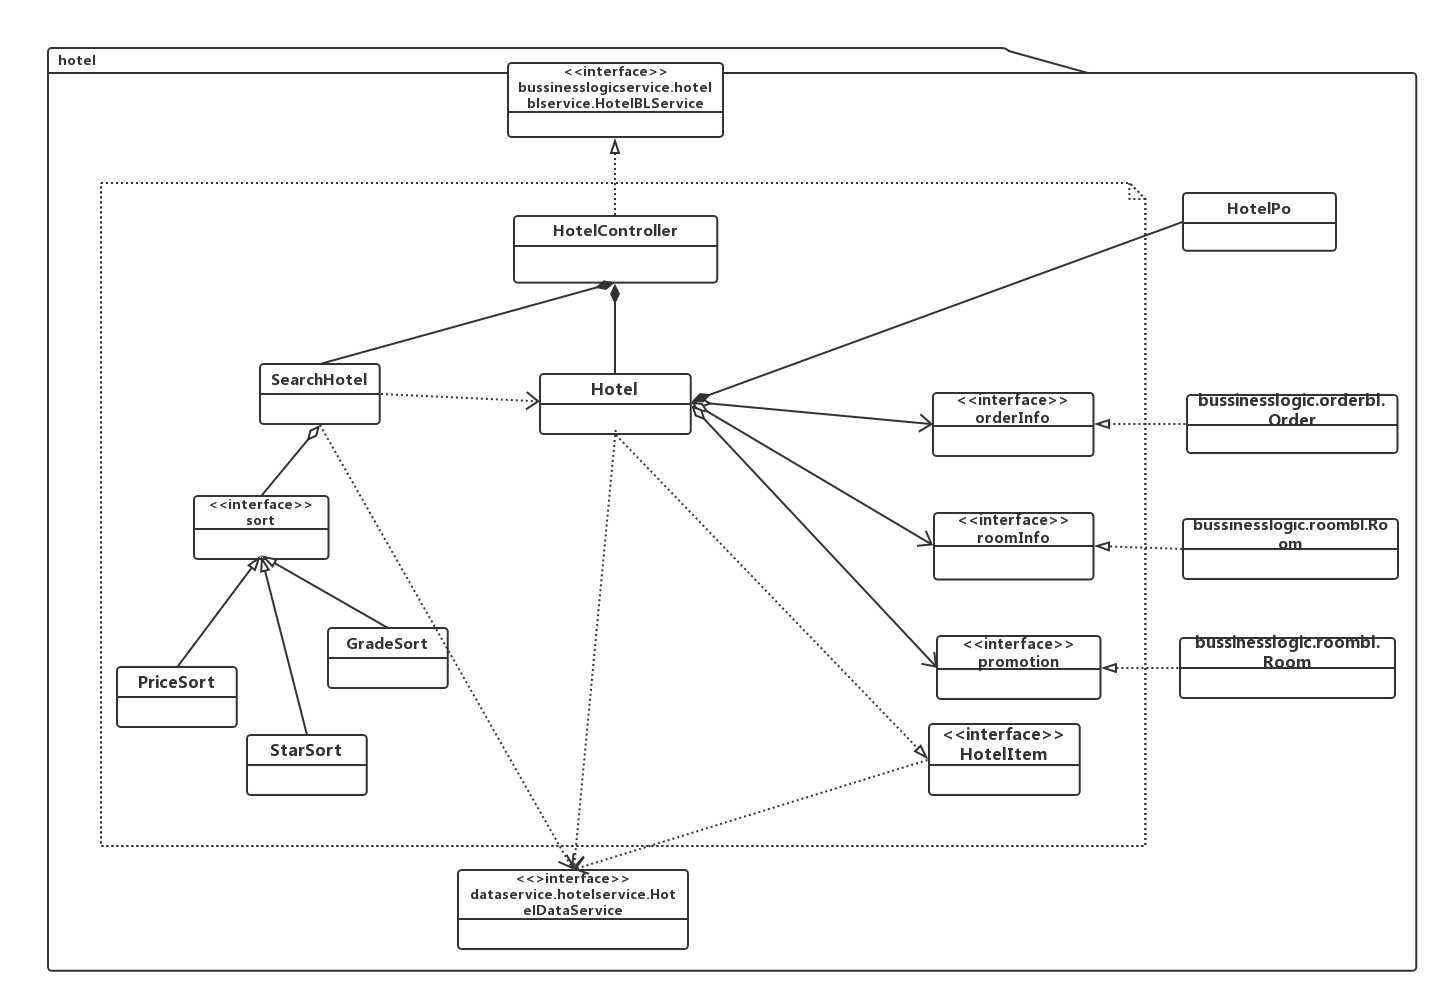 hotel
<<interface>>
bussinesslogicservice.hotel
blservice.HotelBLService
HotelController
HotelPo
SearchHotel
Hotel
<<interface>>
orderInfo
bussinesslogic.orderbl.
Order
<<interface>>
sort
<<interface>>
roomInfo
bussinesslogic.roombl.Ro
om
GradeSort
<<interface>>
promotion
bussinesslogic.roombl.
Room
PriceSort
StarSort
<<interface>>
HotelItem
<<>interface>>
dataservice.hotelservice.Hot
elDataService